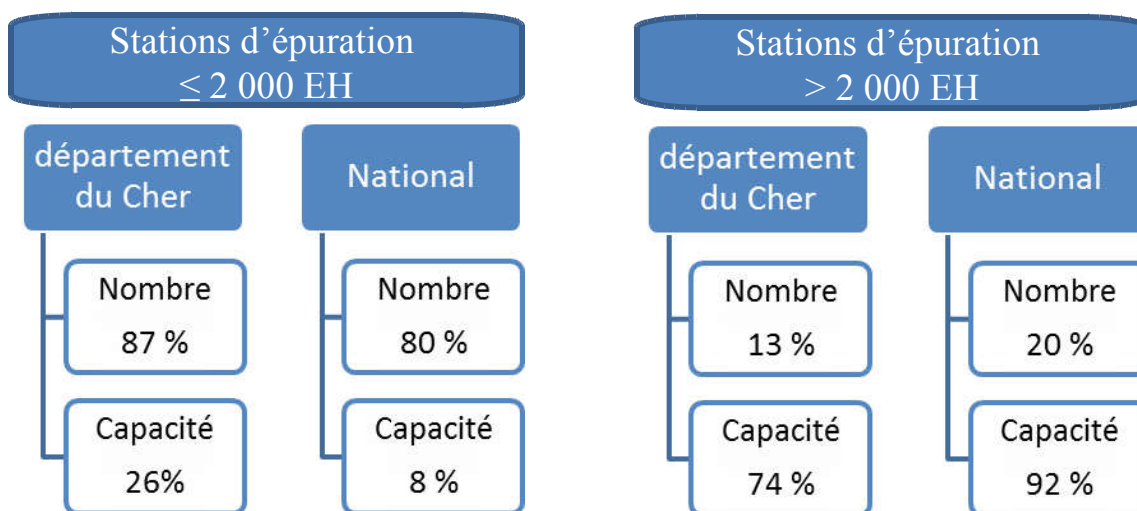 Stations d’épuration
≤ 2 000 EH
département
du Cher
National
Nombre
87 %
Nombre
80 %
Capacité
26%
Capacité
8 %
Stations d’épuration
> 2 000 EH
département
du Cher
National
Nombre
13 %
Nombre
20 %
Capacité
74 %
Capacité
92 %